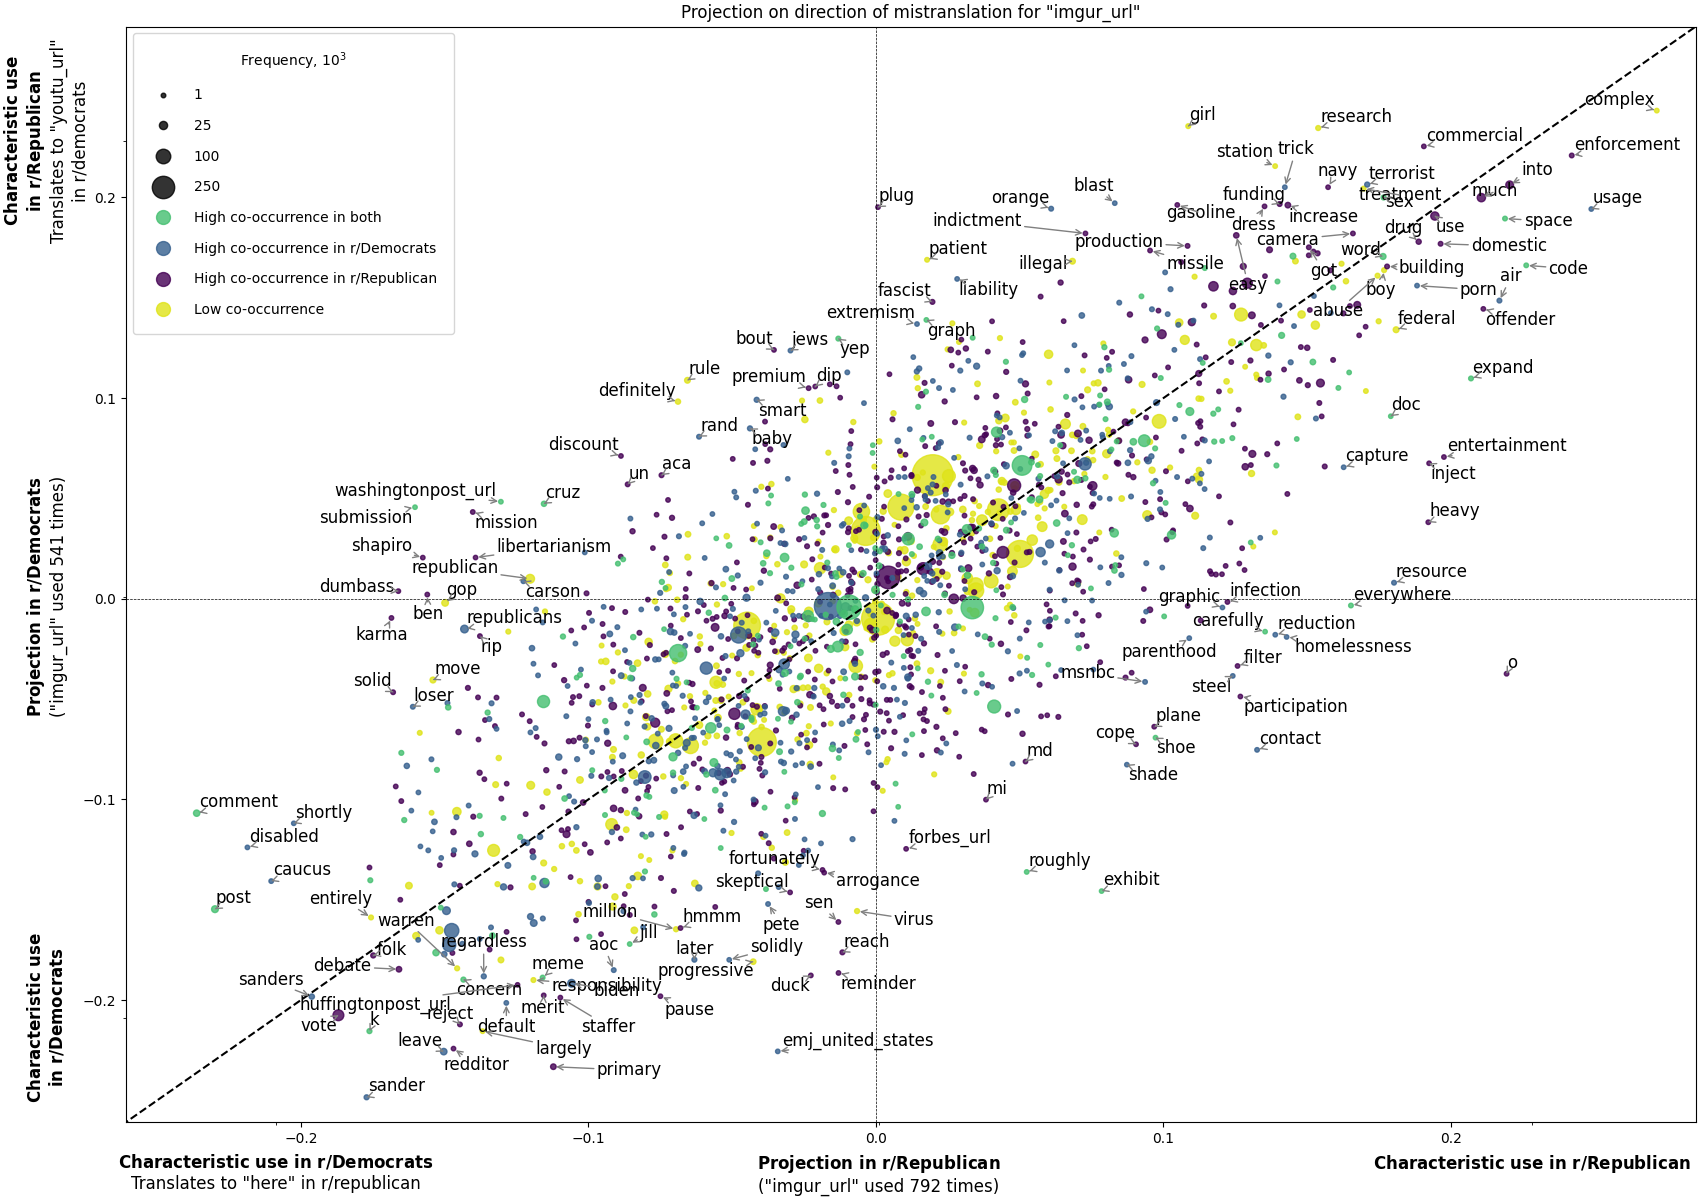 Projection on direction of mistranslation for "imgur_url"
Frequency, 10³
1
25
100
250
High co-occurrence in both
High co-occurrence in r/Democrats
High co-occurrence in r/Republican
Low co-occurrence
Characteristic use
in r/Republican
Translates to "youtu_url"
in r/democrats
Projection in r/Democrats
("imgur_url" used 541 times)
Characteristic use
in r/Democrats
0.2
0.1
0.0
−0.1
−0.2
complex
girl
research
commercial
enforcement
station
trick
navy
terrorist
into
treatment
much
plug
orange
blast
funding
sex
usage
indictment
gasoline
increase
dress
drug
use
space
patient
production
camera
word
domestic
illegal
missile
got
building
air
code
fascist
liability
easy
boy
porn
extremism
graph
abuse
federal
offender
bout
jews
yep
rule
premium
dip
expand
definitely
smart
doc
rand
baby
discount
entertainment
un
aca
capture
inject
washingtonpost_url
cruz
submission
mission
heavy
shapiro
libertarianism
republican
resource
dumbass
gop
carson
graphic
infection
everywhere
ben
republicans
carefully
reduction
karma
rip
parenthood
homelessness
move
msnbc
filter
o
solid
loser
steel
participation
plane
cope
shoe
contact
md
shade
mi
comment
shortly
disabled
forbes_url
fortunately
caucus
skeptical
arrogance
roughly
exhibit
post
entirely
million
hmmm
sen
virus
warren
jill
pete
folk
regardless
aoc
later
solidly
reach
debate
meme
progressive
sanders
concern
responsibility
biden
duck
reminder
huffingtonpost_url
merit
pause
vote
k
reject
default
staffer
leave
largely
emj_united_states
redditor
primary
sander
−0.2
−0.1
0.0
0.1
0.2
Characteristic use in r/Democrats
Translates to "here" in r/republican
Projection in r/Republican
("imgur_url" used 792 times)
Characteristic use in r/Republican